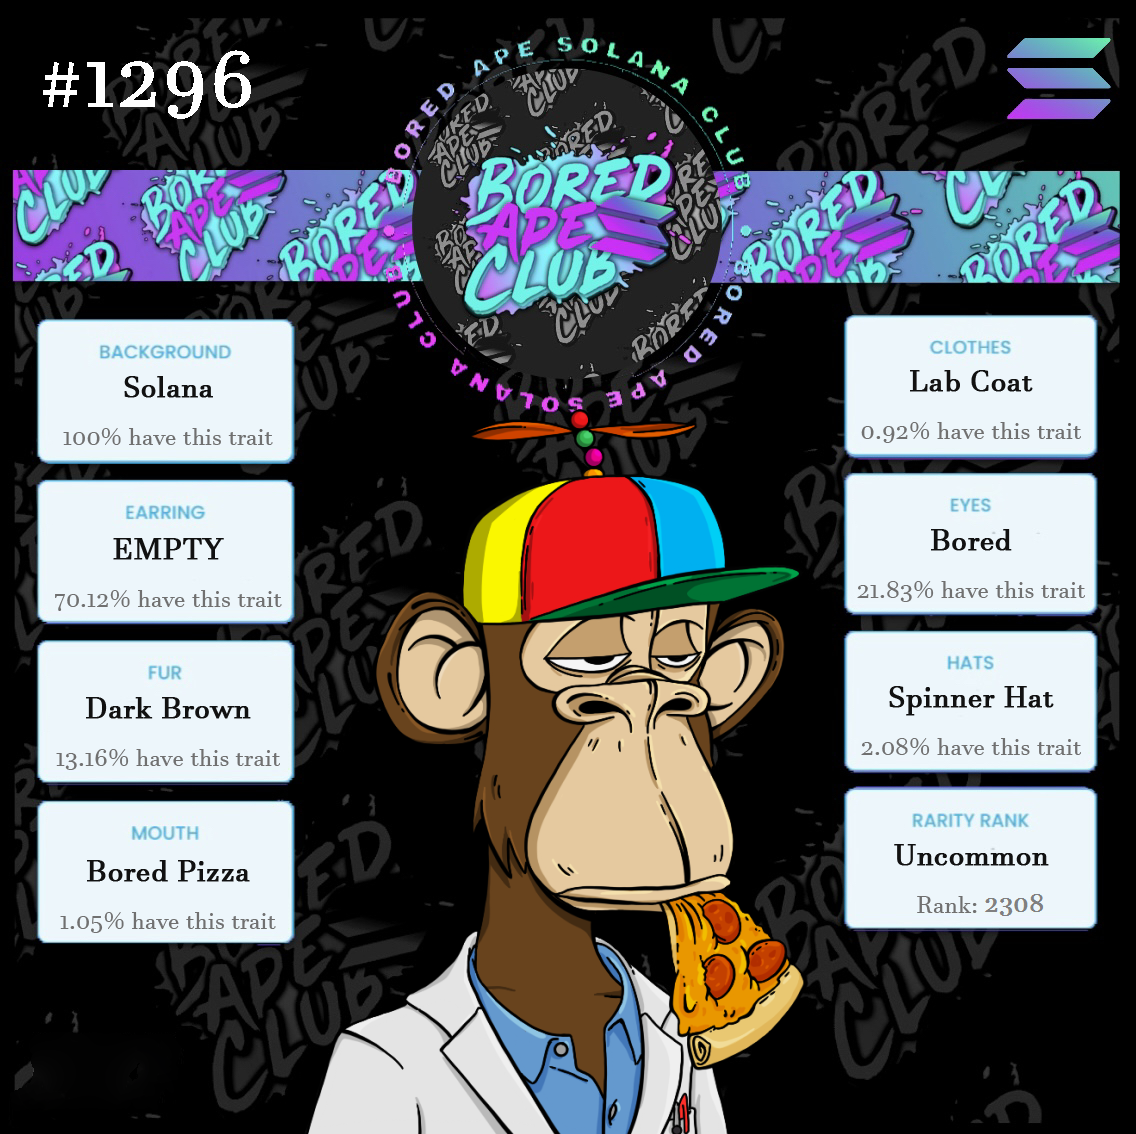 #1296
BORED APE SOLANA CLUB
BORED
APE
CLUB
BORED APE SOLANA CLUB
BACKGROUND
Solana
100% have this trait
EARRING
EMPTY
70.12% have this trait
FUR
Dark Brown
13.16% have this trait
MOUTH
Bored Pizza
1.05% have this trait
CLOTHES
Lab Coat
0.92% have this trait
EYES
Bored
21.83% have this trait
HATS
Spinner Hat
2.08% have this trait
RARITY RANK
Uncommon
Rank: 2308